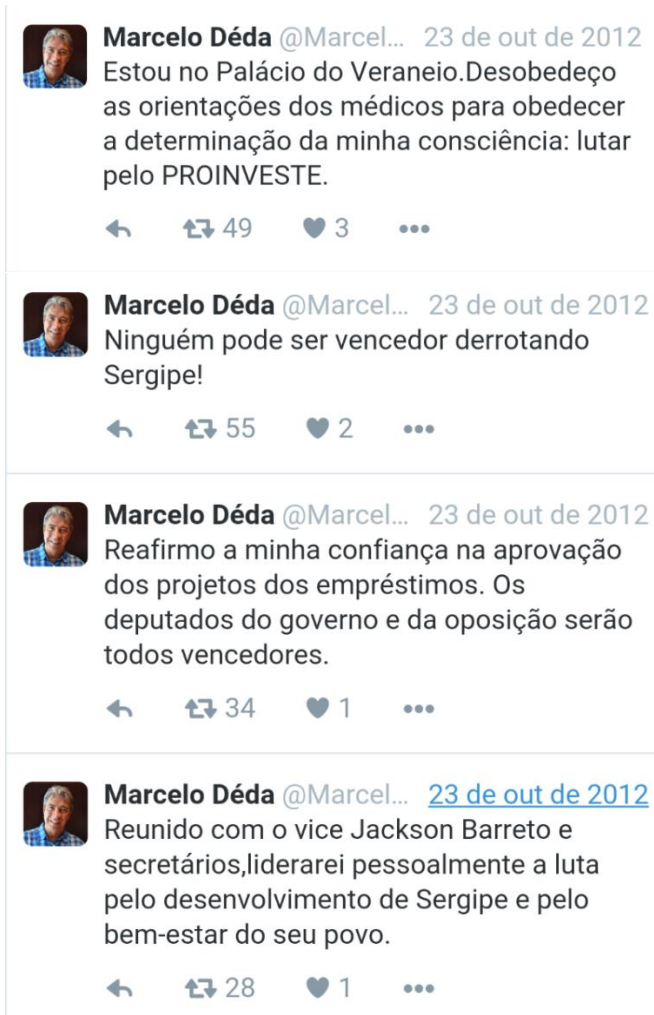 Marcelo Déda @Marcel... 23 de out de 2012
Estou no Palácio do Veraneio.Desobedeço
as orientações dos médicos para obedecer
a determinação da minha consciência: lutar
pelo PROINVESTE.
49 3
Marcelo Déda @Marcel... 23 de out de 2012
Ninguém pode ser vencedor derrotando
Sergipe!
55 2
Marcelo Déda @Marcel... 23 de out de 2012
Reafirmo a minha confiança na aprovação
dos projetos dos empréstimos. Os
deputados do governo e da oposição serão
todos vencedores.
34 1
Marcelo Déda @Marcel... 23 de out de 2012
Reunido com o vice Jackson Barreto e
secretários,liderarei pessoalmente a luta
pelo desenvolvimento de Sergipe e pelo
bem-estar do seu povo.
28 1